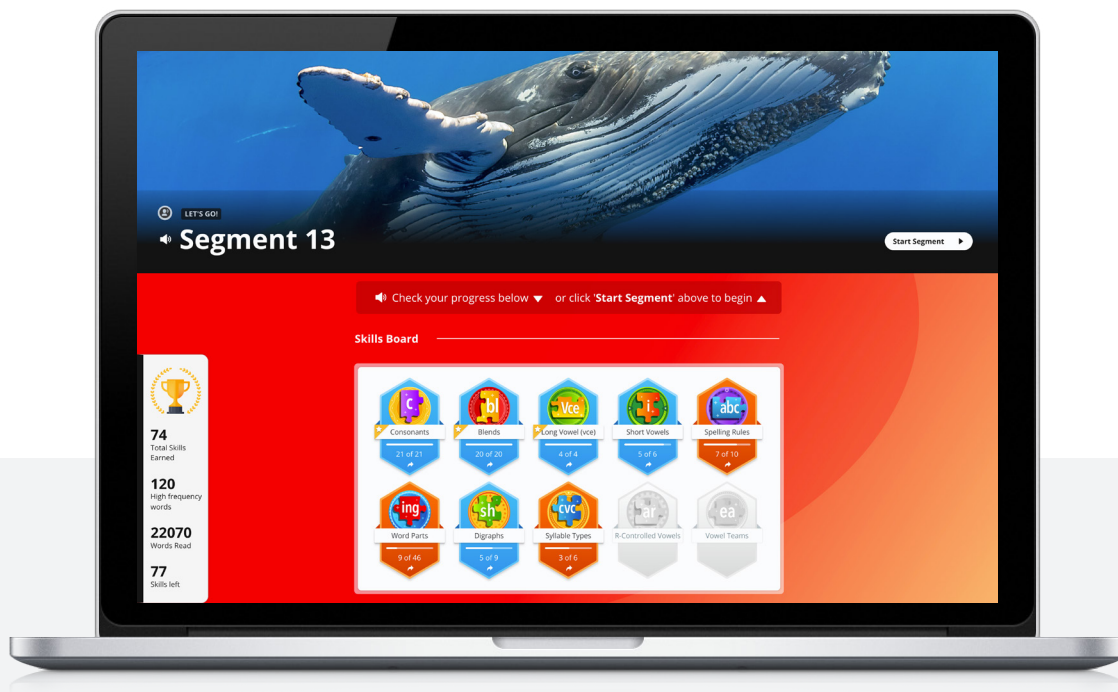 LET'S GO!
Segment 13
Start Segment
Check your progress below or click 'Start Segment' above to begin
Skills Board
74
Total Skills
Earned
120
High frequency
words
22070
Words Read
77
Skills left
c
Consonants
21 of 21
bl
Blends
20 of 20
Vce
Long Vowel (vce)
4 of 4
i
Short Vowels
5 of 6
abc
Spelling Rules
7 of 10
ing
Word Parts
9 of 46
sh
Digraphs
5 of 9
CVC
Syllable Types
3 of 6
ar
R-Controlled Vowels
ea
Vowel Teams